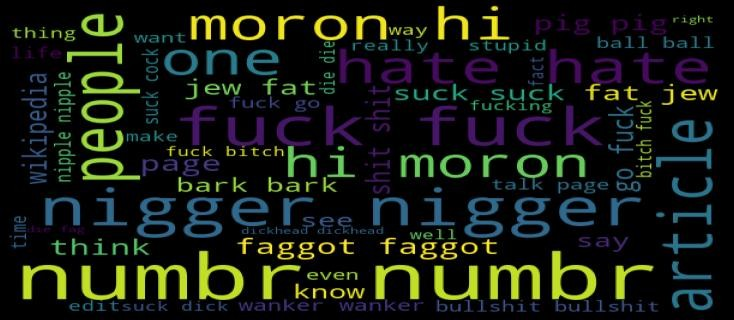 moron hi
pig pig
right
way
thing
want
life
people
one
really
stupid
ball ball
hate hate
fact
die die
suck cock
nipple nipple
wikipedia
jew fat
suck suck
fat jew
fuck go
fucking
shit shit
fuck fuck
make
go fuck
bitch fuck
fuck bitch
page
hi moron
bark bark
talk page
article
nigger nigger
time
see
dickhead dickhead
well
say
think
faggot faggot
numbr numbr
even
know
edit
suck dick
wanker wanker
bullshit bullshit